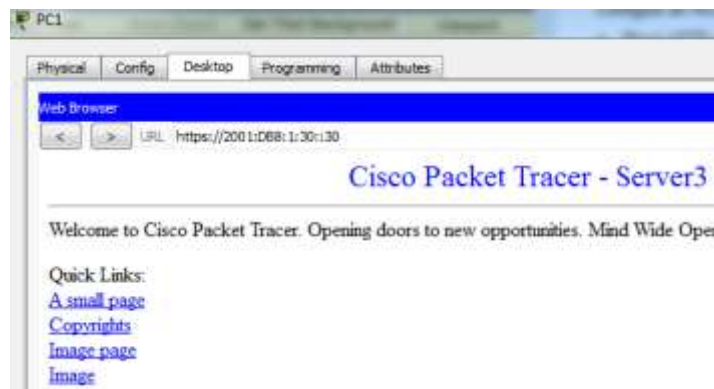 PC1
Physical Config Desktop Programming Attributes
Web Browser
< > URL https://2001:DB8:1:30::30
Cisco Packet Tracer - Server3
Welcome to Cisco Packet Tracer. Opening doors to new opportunities. Mind Wide Ope
Quick Links:
A small page
Copyrights
Image page
Image